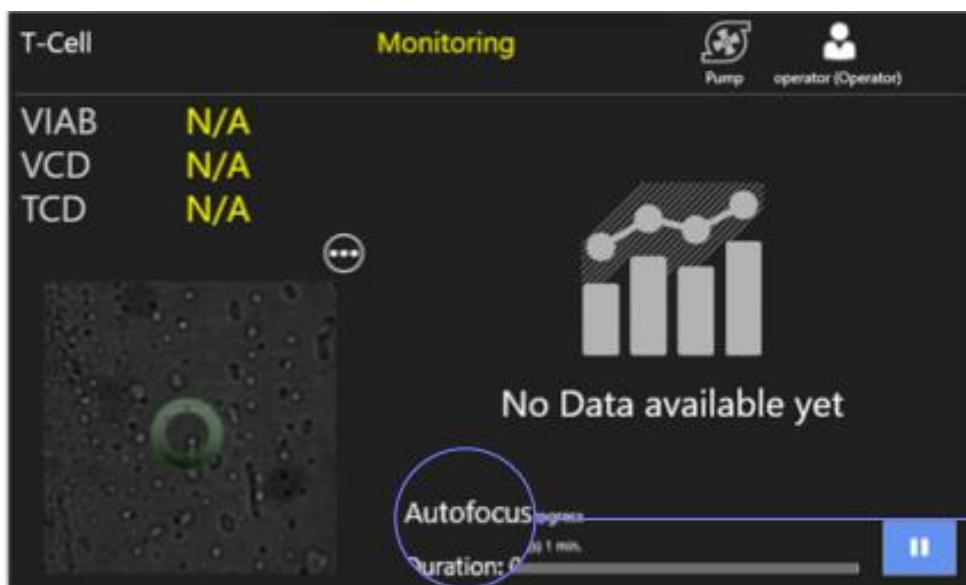 T-Cell
Monitoring
Pump
operator (Operator)
VIAB N/A
VCD N/A
TCD N/A
No Data available yet
Autofocus
Duration:
1 min.